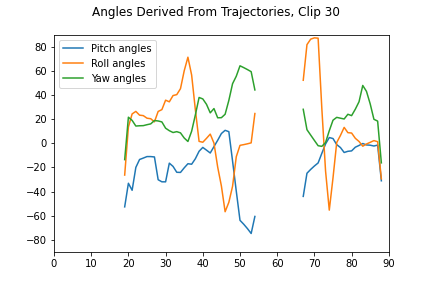 Angles Derived From Trajectories, Clip 30
Pitch angles
Roll angles
Yaw angles
80
60
40
20
0
−20
−40
−60
−80
0 10 20 30 40 50 60 70 80 90